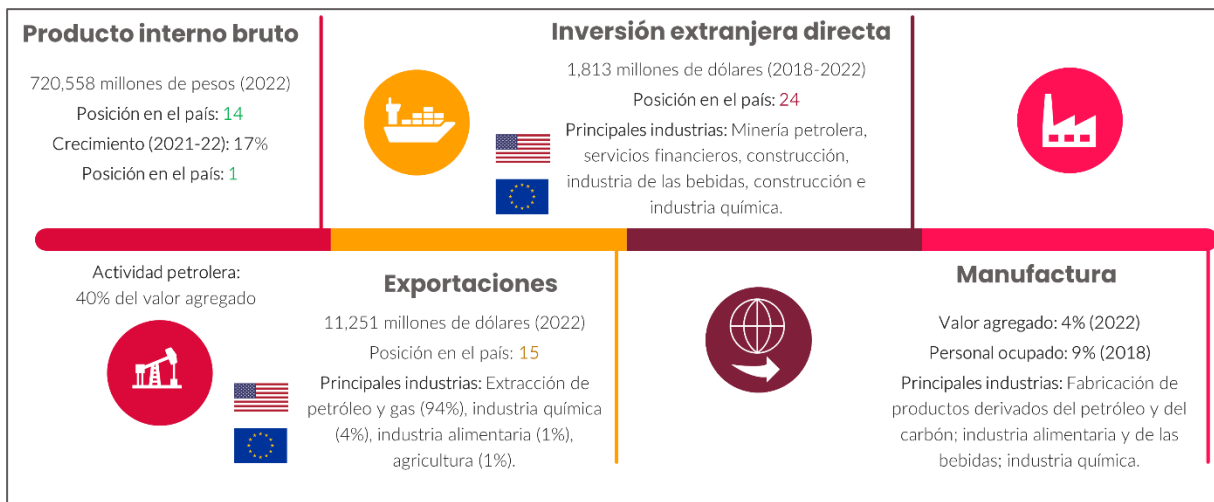 Producto interno bruto
720,558 millones de pesos (2022)
Posición en el país: 14
Crecimiento (2021-22): 17%
Posición en el país: 1
Inversión extranjera directa
1,813 millones de dólares (2018-2022)
Posición en el país: 24
Principales industrias: Minería petrolera,
servicios financieros, construcción,
industria de las bebidas, construcción e
industria química.
Actividad petrolera:
40% del valor agregado
Exportaciones
11,251 millones de dólares (2022)
Posición en el país: 15
Principales industrias: Extracción de
petróleo y gas (94%), industria química
(4%), industria alimentaria (1%),
agricultura (1%).
Manufactura
Valor agregado: 4% (2022)
Personal ocupado: 9% (2018)
Principales industrias: Fabricación de
productos derivados del petróleo y del
carbón; industria alimentaria y de las
bebidas; industria química.